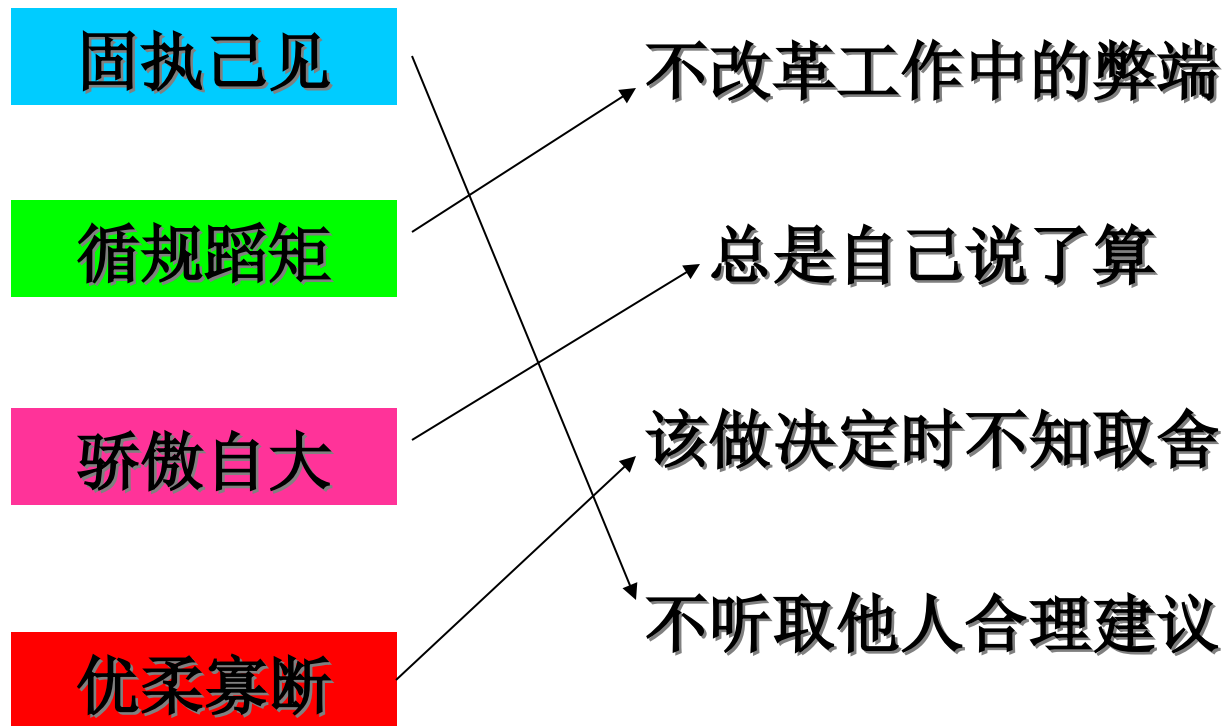 固执己见
不改革工作中的弊端
循规蹈矩
总是自己说了算
骄傲自大
该做决定时不知取舍
不听取他人合理建议
优柔寡断